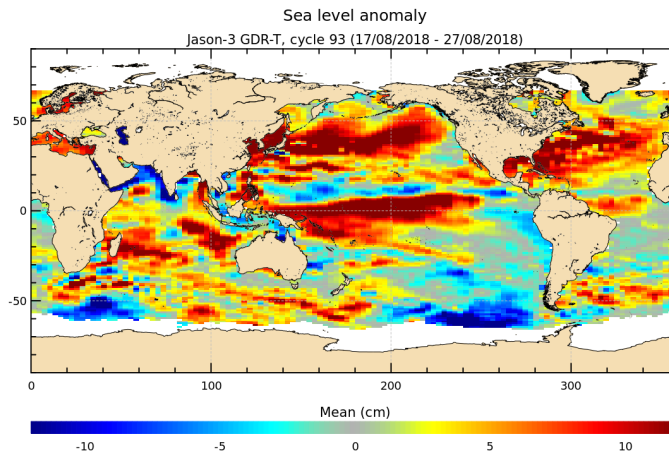 Sea level anomaly
Jason-3 GDR-T, cycle 93 (17/08/2018 - 27/08/2018)
50
0
-50
0 100 200 300
Mean (cm)
-10 -5 0 5 10